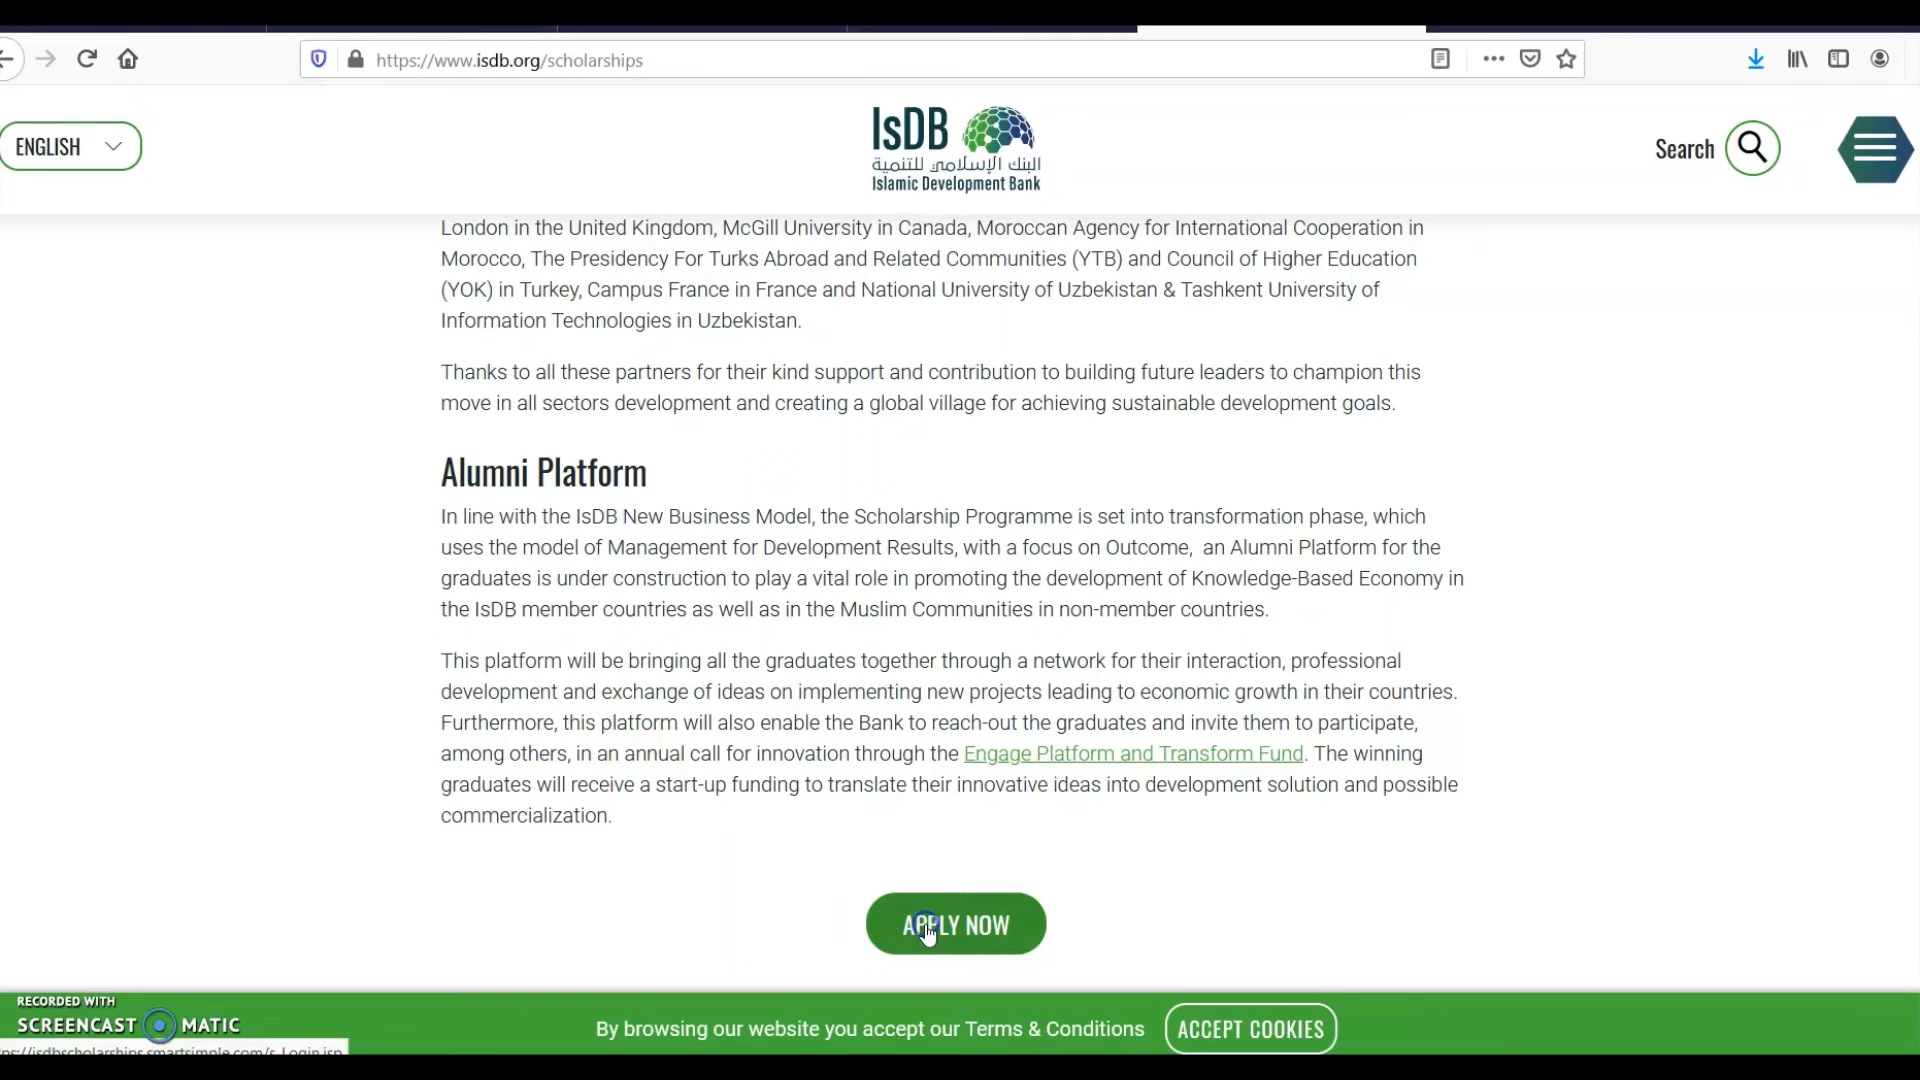 https://www.isdb.org/scholarships
ENGLISH
IsDB
البنك الإسلامي للتنمية
Islamic Development Bank
Search
London in the United Kingdom, McGill University in Canada, Moroccan Agency for International Cooperation in
Morocco, The Presidency For Turks Abroad and Related Communities (YTB) and Council of Higher Education
(YOK) in Turkey, Campus France in France and National University of Uzbekistan & Tashkent University of
Information Technologies in Uzbekistan.
Thanks to all these partners for their kind support and contribution to building future leaders to champion this
move in all sectors development and creating a global village for achieving sustainable development goals.
Alumni Platform
In line with the IsDB New Business Model, the Scholarship Programme is set into transformation phase, which
uses the model of Management for Development Results, with a focus on Outcome, an Alumni Platform for the
graduates is under construction to play a vital role in promoting the development of Knowledge-Based Economy in
the IsDB member countries as well as in the Muslim Communities in non-member countries.
This platform will be bringing all the graduates together through a network for their interaction, professional
development and exchange of ideas on implementing new projects leading to economic growth in their countries.
Furthermore, this platform will also enable the Bank to reach-out the graduates and invite them to participate,
among others, in an annual call for innovation through the Engage Platform and Transform Fund. The winning
graduates will receive a start-up funding to translate their innovative ideas into development solution and possible
commercialization.
APPLY NOW
RECORDED WITH
SCREENCAST MATIC
By browsing our website you accept our Terms & Conditions
ACCEPT COOKIES